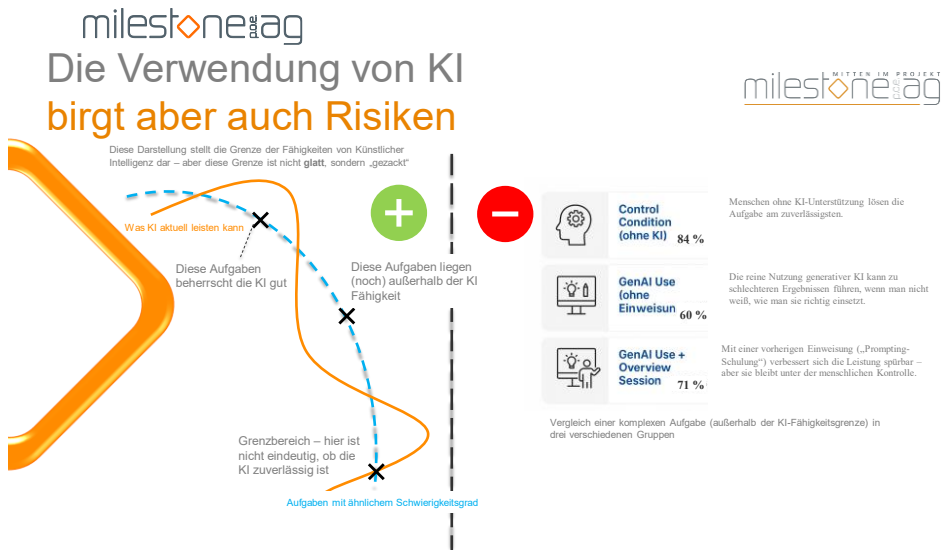 milestone p.o.e. ag
Die Verwendung von KI
birgt aber auch Risiken
MITTEN IM PROJEKT
milestone p.o.e. ag
Diese Darstellung stellt die Grenze der Fähigkeiten von Künstlicher
Intelligenz dar – aber diese Grenze ist nicht glatt, sondern „gezackt“
Was KI aktuell leisten kann
Diese Aufgaben
beherrscht die KI gut
Diese Aufgaben liegen
(noch) außerhalb der KI
Fähigkeit
Grenzbereich – hier ist
nicht eindeutig, ob die
KI zuverlässig ist
Aufgaben mit ähnlichem Schwierigkeitsgrad
Control
Condition
(ohne KI) 84 %
Menschen ohne KI-Unterstützung lösen die
Aufgabe am zuverlässigsten.
GenAI Use
(ohne
Einweisun 60 %
Die reine Nutzung generativer KI kann zu
schlechteren Ergebnissen führen, wenn man nicht
weiß, wie man sie richtig einsetzt.
GenAI Use +
Overview
Session 71 %
Mit einer vorherigen Einweisung („Prompting-
Schulung“) verbessert sich die Leistung spürbar –
aber sie bleibt unter der menschlichen Kontrolle.
Vergleich einer komplexen Aufgabe (außerhalb der KI-Fähigkeitsgrenze) in
drei verschiedenen Gruppen